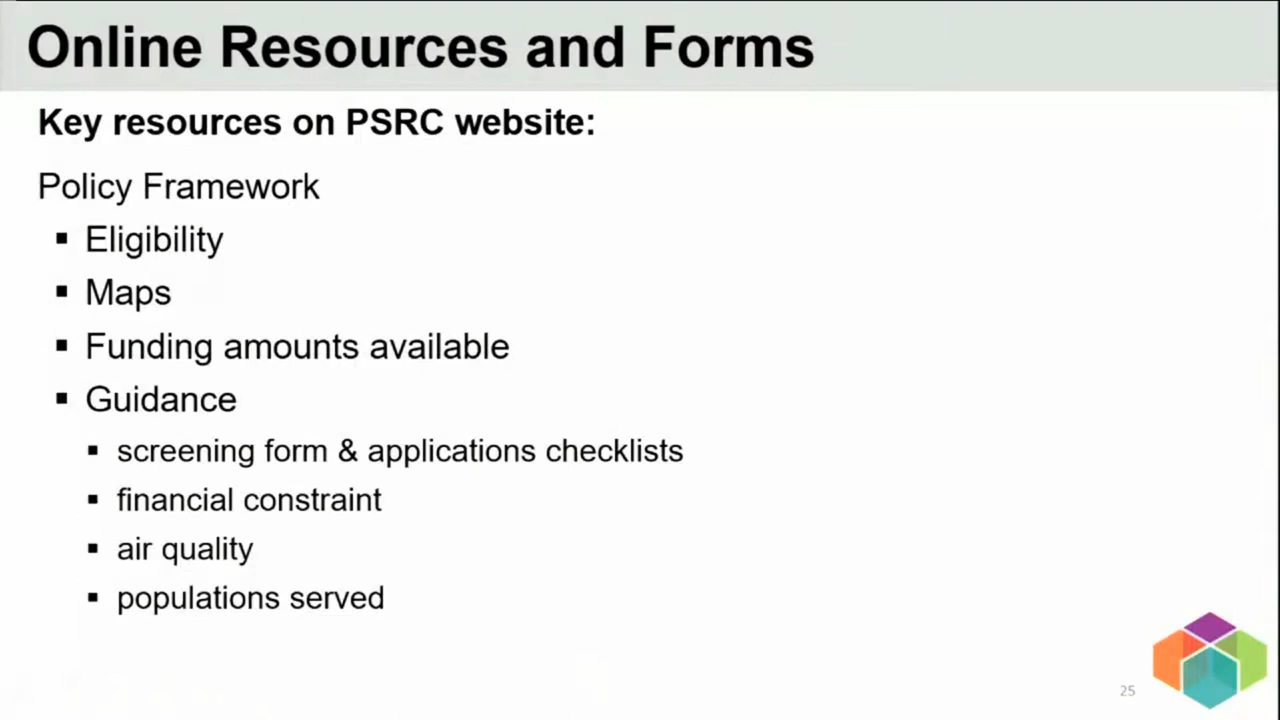 Online Resources and Forms
Key resources on PSRC website:
Policy Framework
▪ Eligibility
▪ Maps
▪ Funding amounts available
▪ Guidance
▪ screening form & applications checklists
▪ financial constraint
▪ air quality
▪ populations served
25